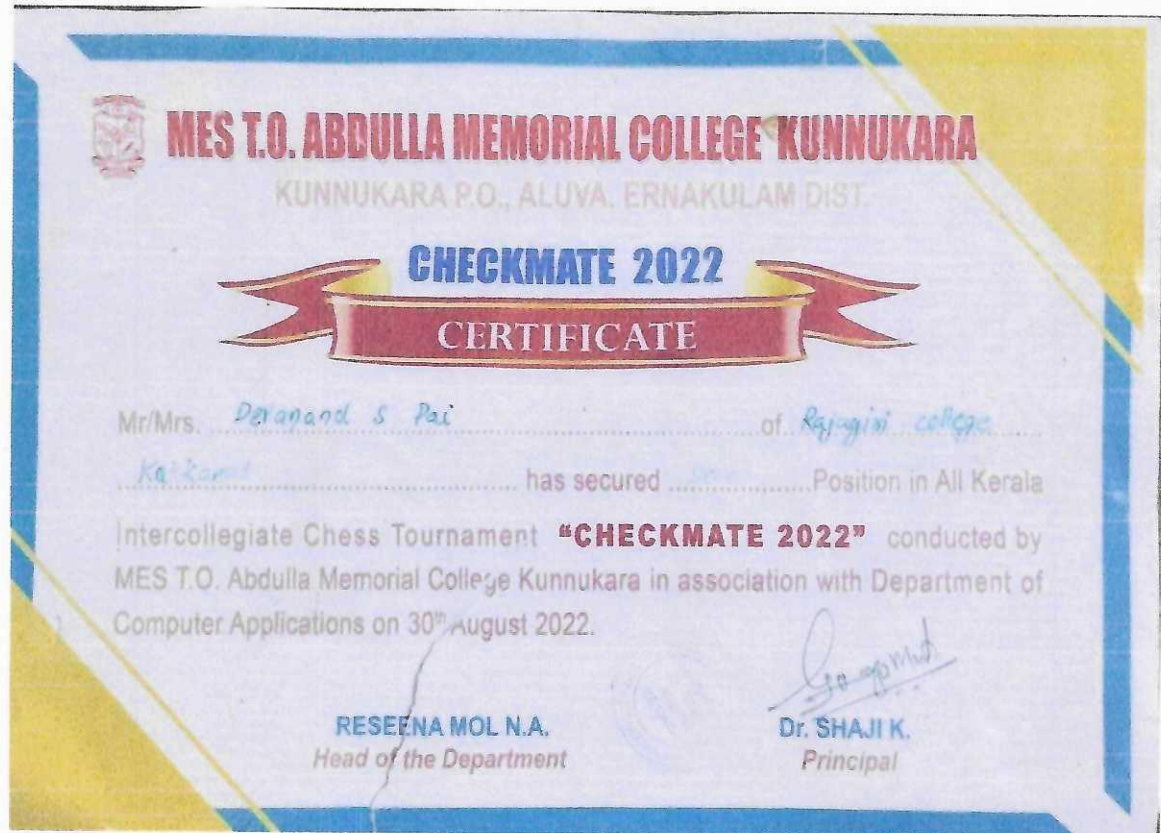 MES T.O. ABDULLA MEMORIAL COLLEGE KUNNUKARA
KUNNUKARA P.O., ALUVA. ERNAKULAM DIST.
CHECKMATE 2022
CERTIFICATE
Mr/Mrs. Devanand S Pai of Rajagiri college
Kakkanad has secured Position in All Kerala
Intercollegiate Chess Tournament "CHECKMATE 2022" conducted by
MES T.O. Abdulla Memorial College Kunnukara in association with Department of
Computer Applications on 30th August 2022.
RESEENA MOL N.A. Dr. SHAJI K.
Head of the Department Principal